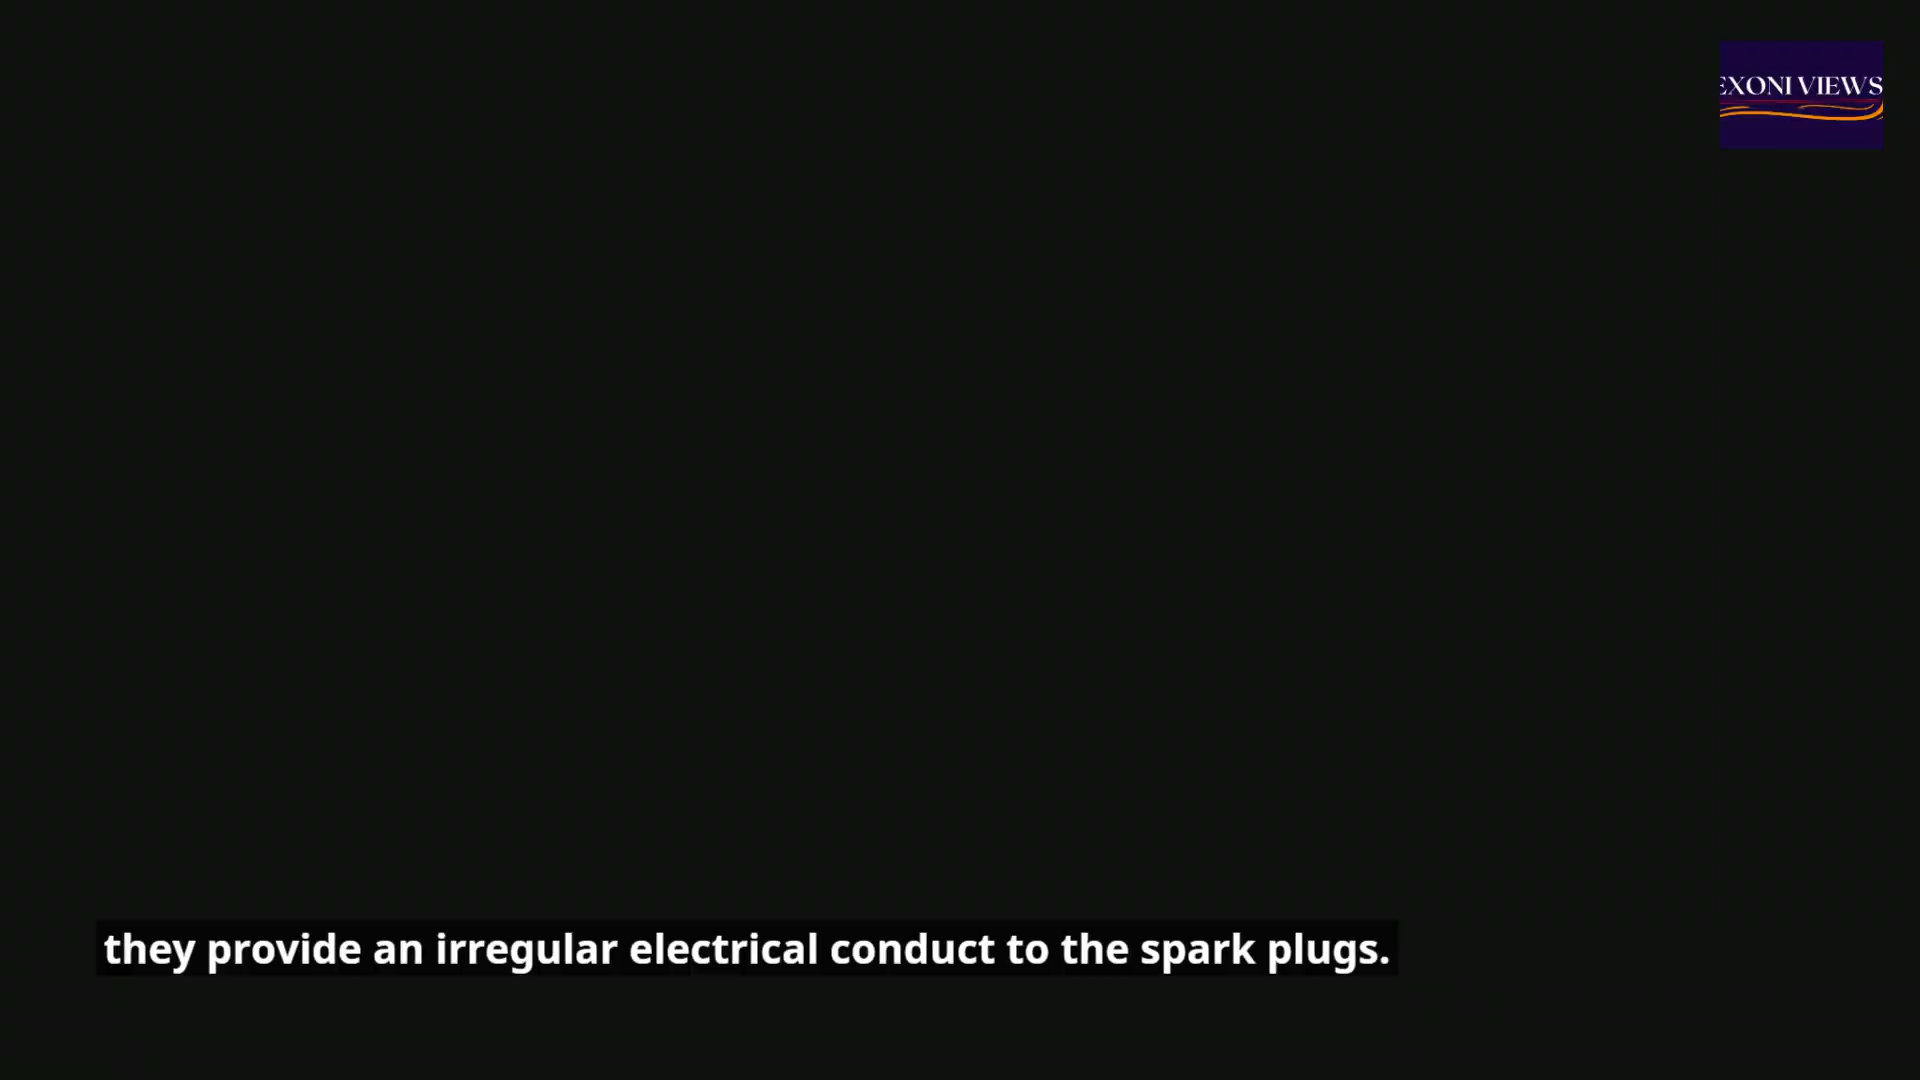 EXONI VIEWS
they provide an irregular electrical conduct to the spark plugs.